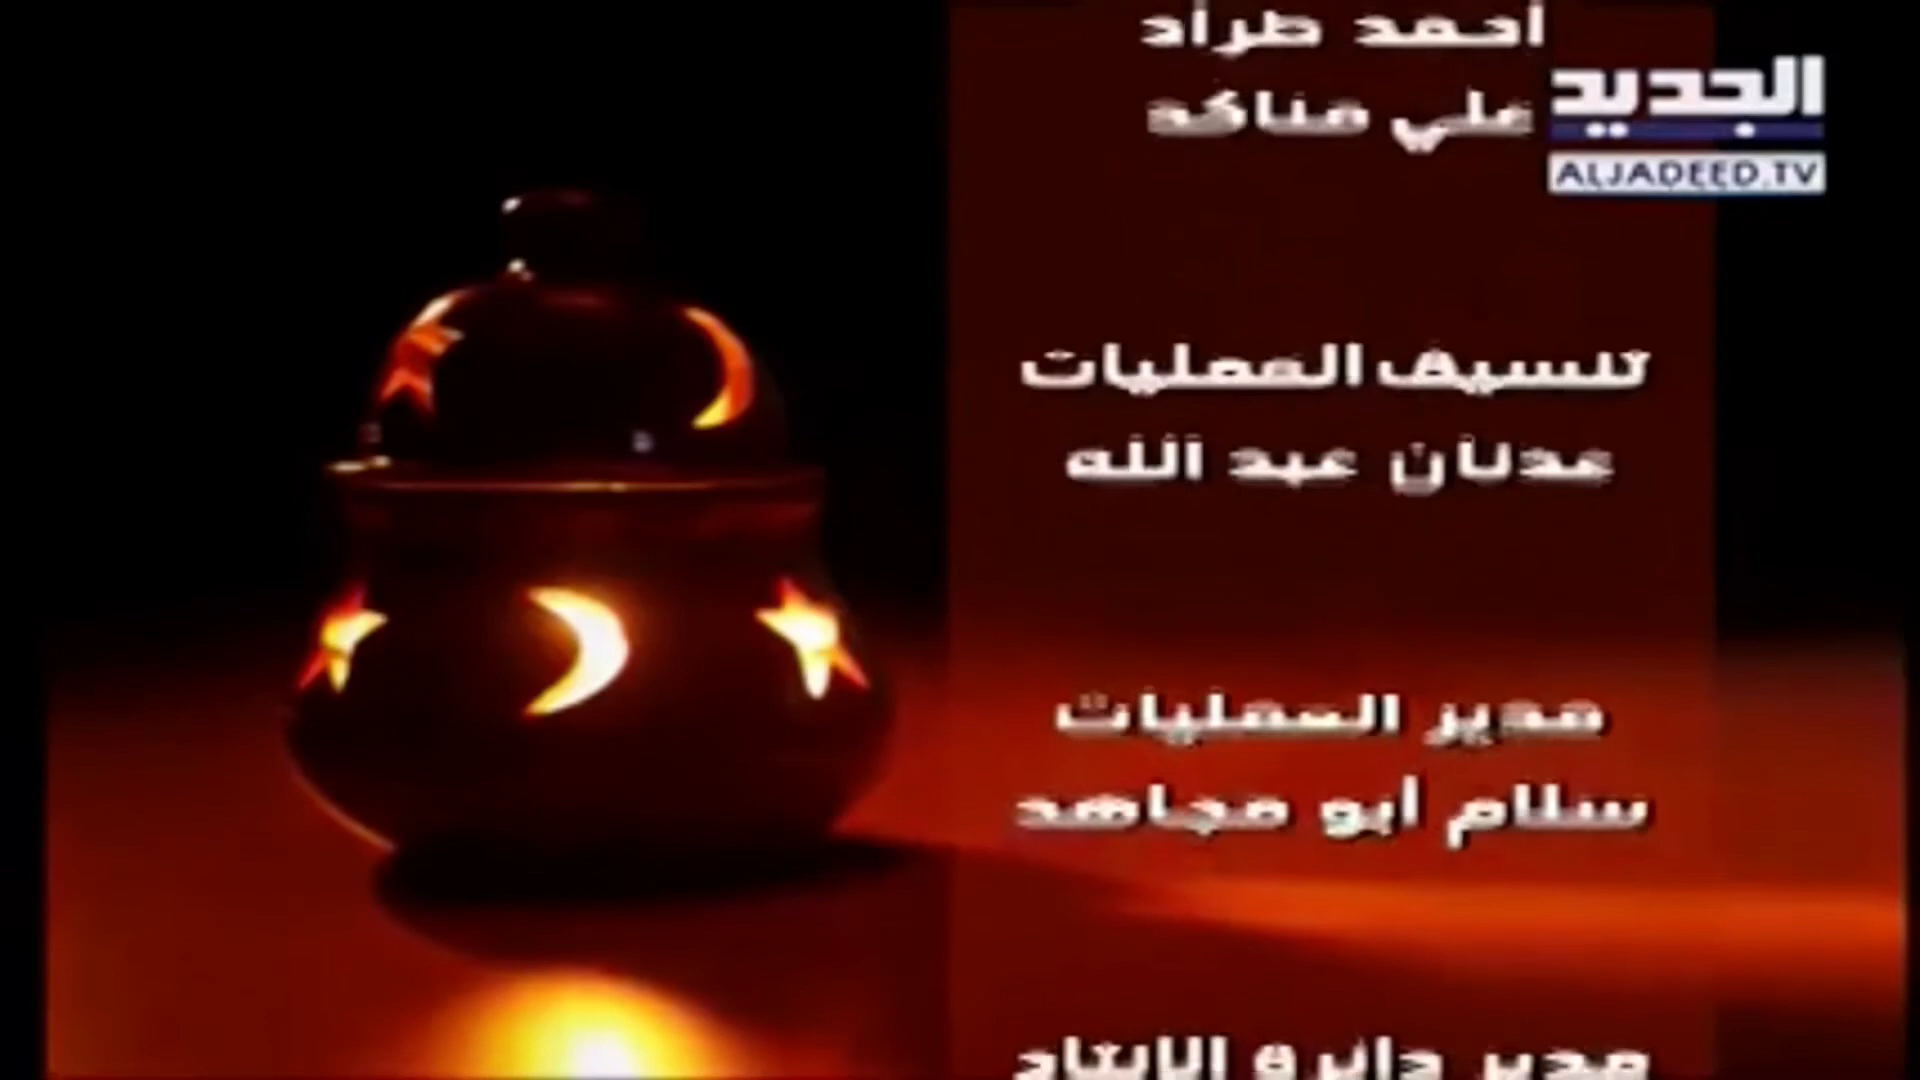 أحمد طراد
علي مناكد
الجديد
ALJADEED.TV
تنسيق العمليات
عدنان عبد الله
مدير العمليات
سلام أبو مجاهد
مدير دائرة الإنتاج